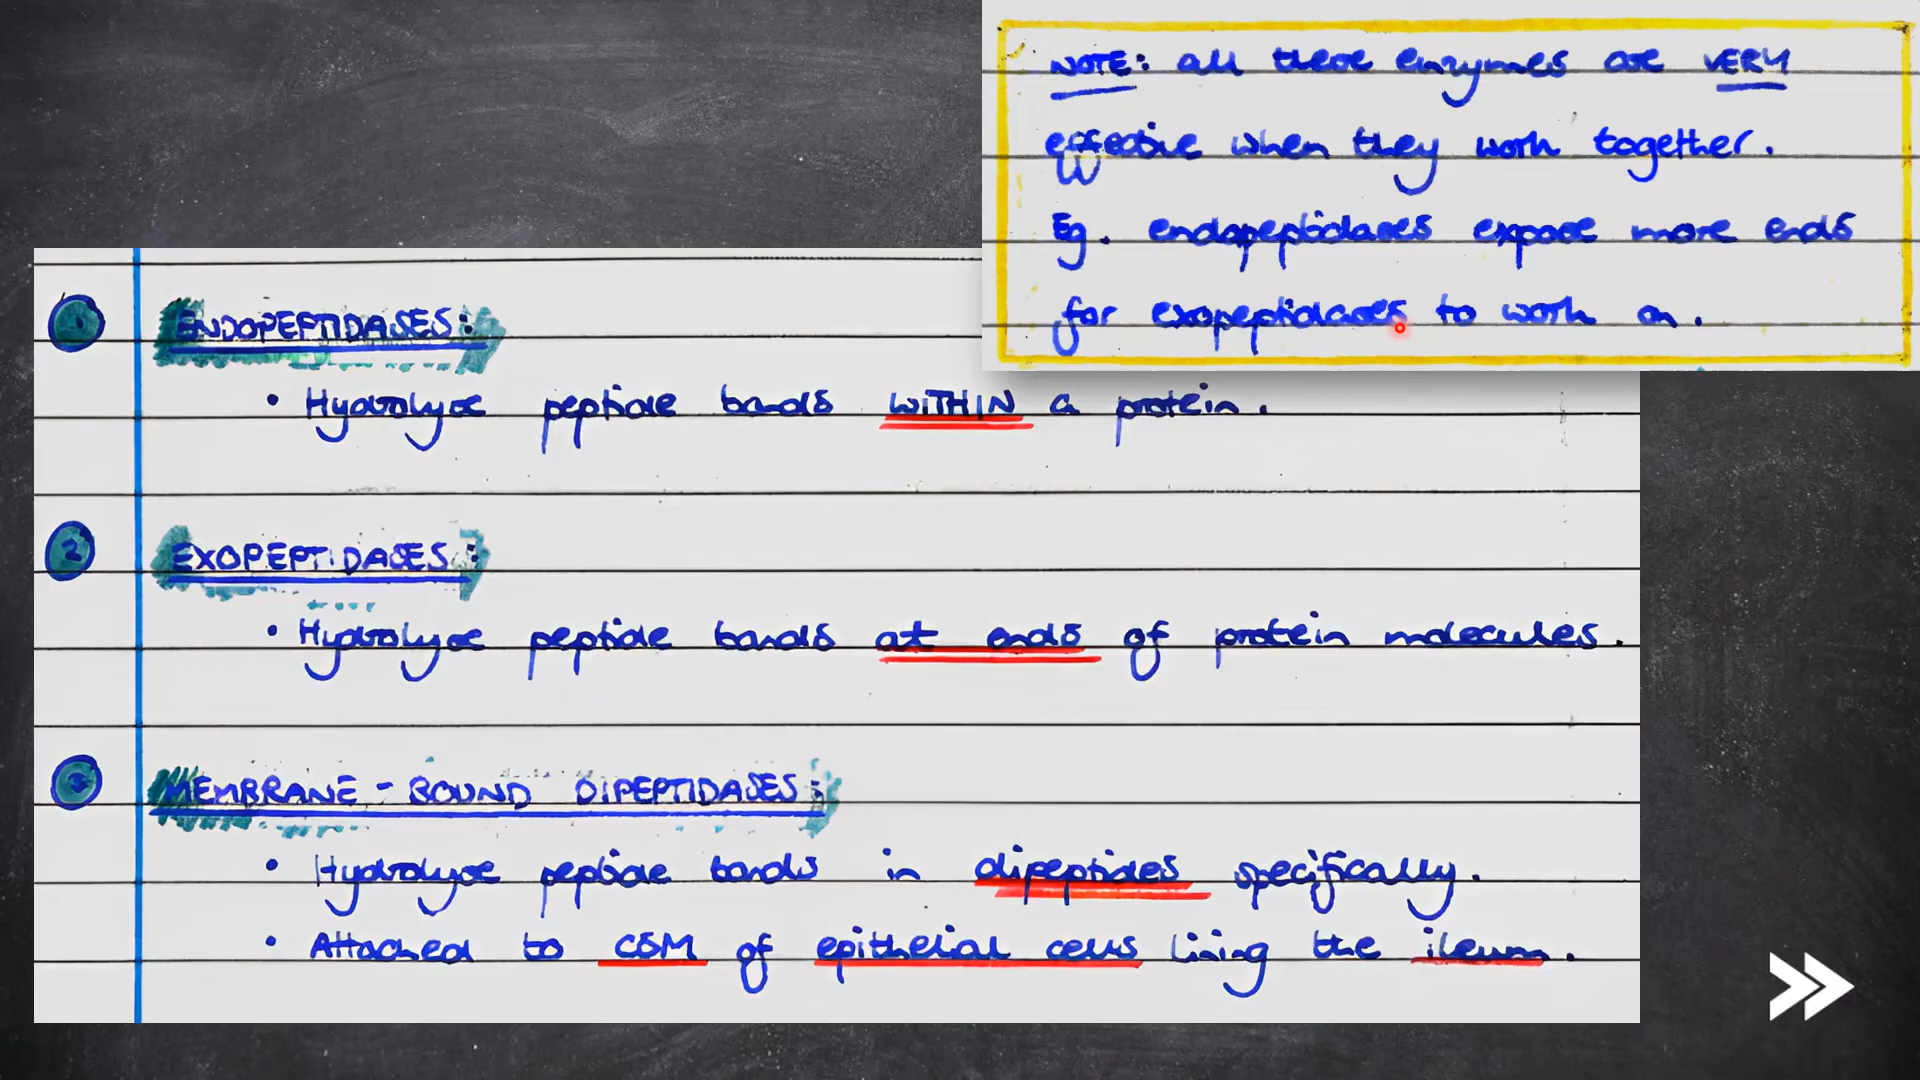 NOTE: all these enzymes are VERY
effective when they work together.
Eg. endopeptidases expose more ends
for exopeptidases to work on.
1 ENDOPEPTIDASES:
• Hydrolyse peptide bonds WITHIN a protein.
2 EXOPEPTIDASES:
• Hydrolyse peptide bonds at ends of protein molecules.
3 MEMBRANE-BOUND DIPEPTIDASES:
• Hydrolyse peptide bonds in dipeptides specifically.
• Attached to CSM of epithelial cells lining the ileum.